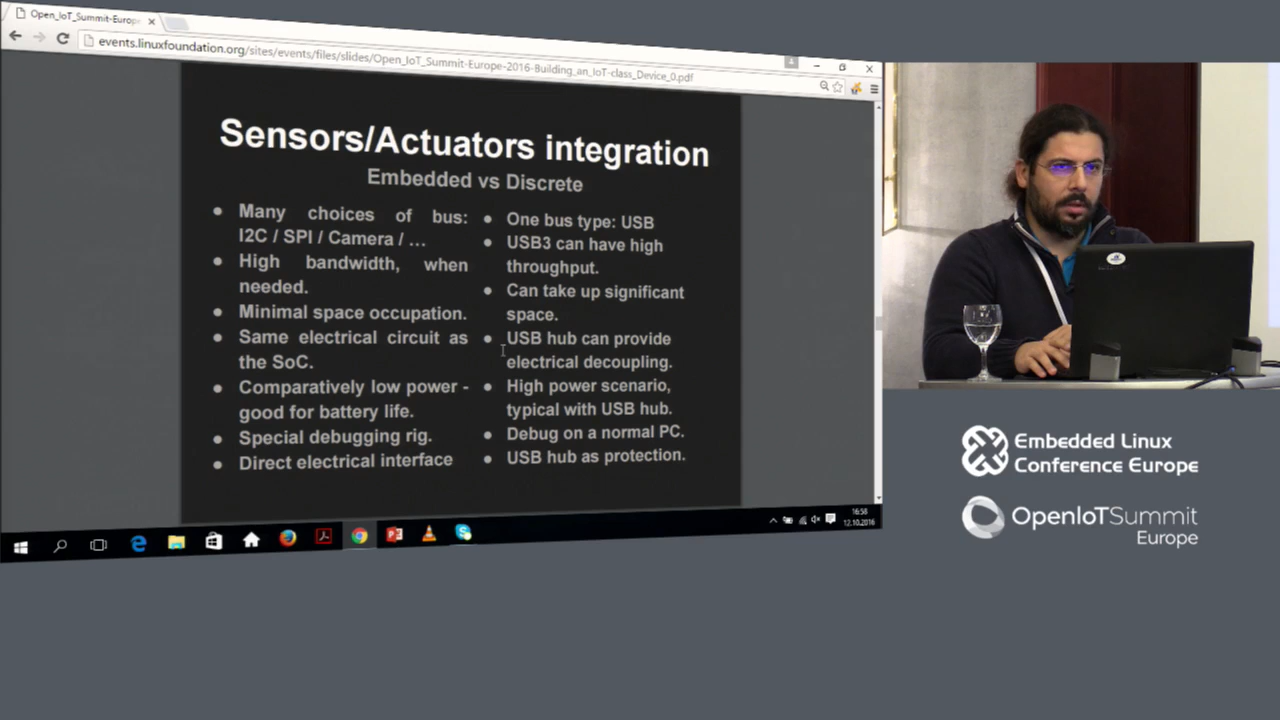 Open_IoT_Summit-Europe
events.linuxfoundation.org/sites/events/files/slides/Open_IoT_Summit-Europe-2016-Building_an_IoT-class_Device_0.pdf
Sensors/Actuators integration
Embedded vs Discrete
● Many choices of bus:
I2C / SPI / Camera / ...
● High bandwidth, when
needed.
● Minimal space occupation.
● Same electrical circuit as
the SoC.
● Comparatively low power -
good for battery life.
● Special debugging rig.
● Direct electrical interface
● One bus type: USB
● USB3 can have high
throughput.
● Can take up significant
space.
● USB hub can provide
electrical decoupling.
● High power scenario,
typical with USB hub.
● Debug on a normal PC.
● USB hub as protection.
16:58
12.10.2016
Embedded Linux
Conference Europe
OpenIoTSummit
Europe